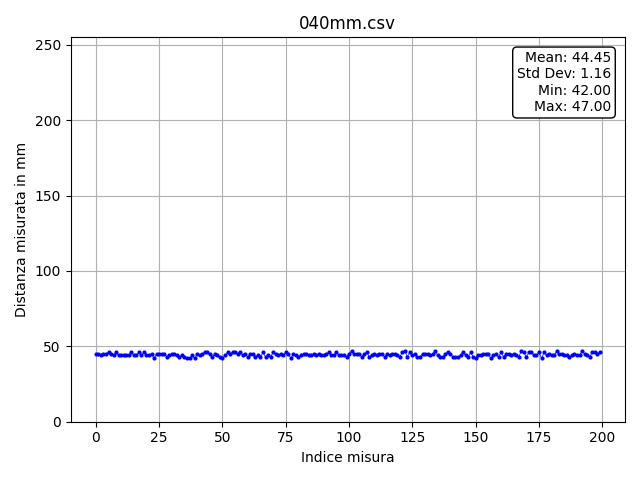 040mm.csv
Mean: 44.45
Std Dev: 1.16
Min: 42.00
Max: 47.00
Distanza misurata in mm
250
200
150
100
50
0
0 25 50 75 100 125 150 175 200
Indice misura